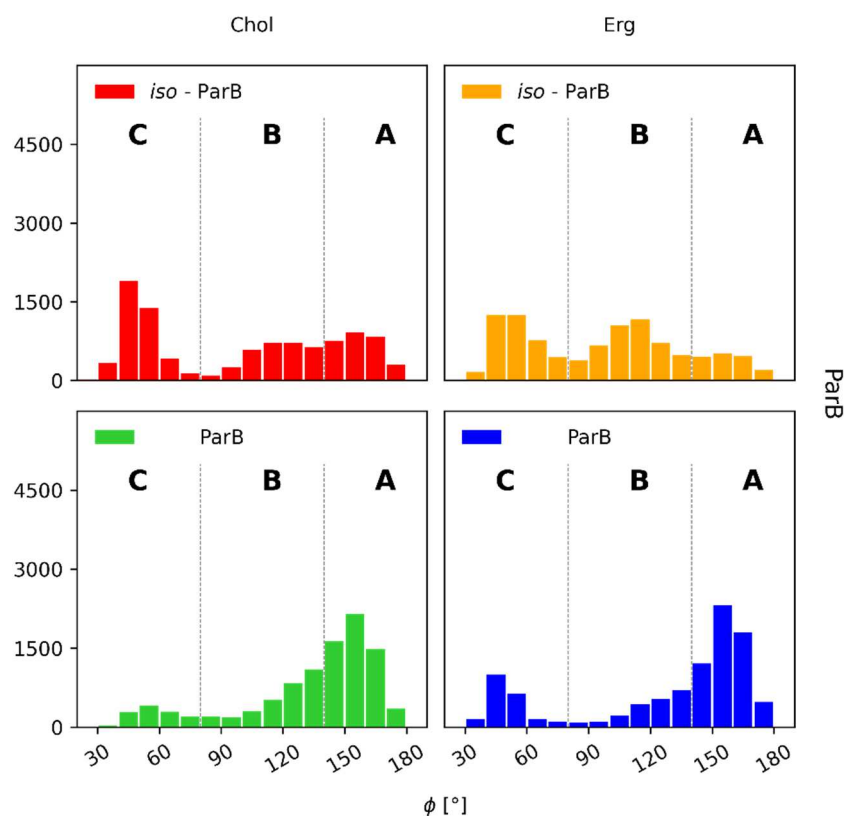 Chol Erg
iso - ParB iso - ParB
C B A C B A
4500
3000
1500
0
ParB
ParB ParB
C B A C B A
4500
3000
1500
0
30 60 90 120 150 180 30 60 90 120 150 180
ϕ [°]